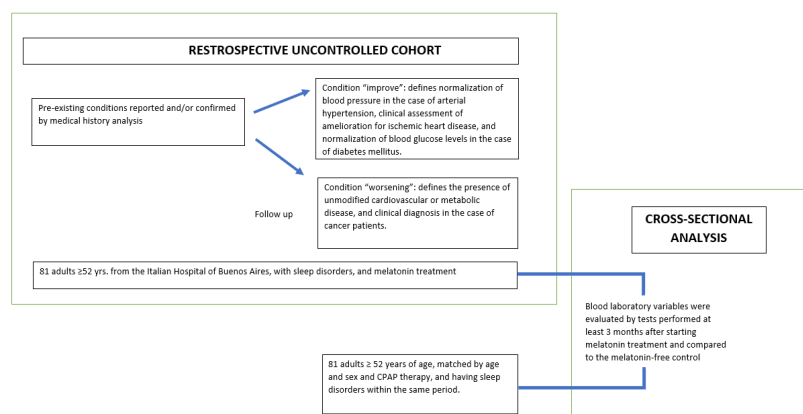 RESTROSPECTIVE UNCONTROLLED COHORT
Pre-existing conditions reported and/or confirmed
by medical history analysis
Condition "improve": defines normalization of
blood pressure in the case of arterial
hypertension, clinical assessment of
amelioration for ischemic heart disease, and
normalization of blood glucose levels in the case
of diabetes mellitus.
Condition "worsening": defines the presence of
unmodified cardiovascular or metabolic
disease, and clinical diagnosis in the case of
cancer patients.
Follow up
81 adults ≥52 yrs. from the Italian Hospital of Buenos Aires, with sleep disorders, and melatonin treatment
CROSS-SECTIONAL
ANALYSIS
Blood laboratory variables were
evaluated by tests performed at
least 3 months after starting
melatonin treatment and compared
to the melatonin-free control
81 adults ≥ 52 years of age, matched by age
and sex and CPAP therapy, and having sleep
disorders within the same period.